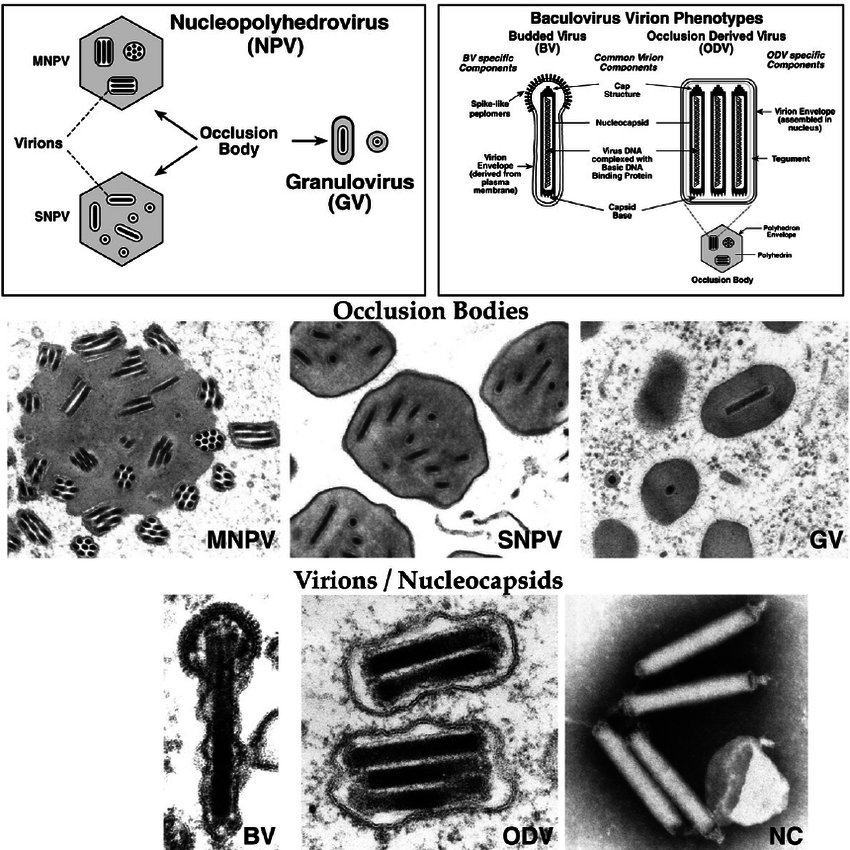 Nucleopolyhedrovirus
(NPV)
MNPV
Virions
Occlusion
Body
Granulovirus
(GV)
SNPV
Baculovirus Virion Phenotypes
Budded Virus
(BV)
Occlusion Derived Virus
(ODV)
BV specific
Components
Common Virion
Components
ODV specific
Components
Cap
Structure
Spike-like
peplomers
Nucleocapsid
Virion Envelope
(assembled in
nucleus)
Virus DNA
complexed with
Basic DNA
Binding Protein
Virion
Envelope
(derived from
plasma
membrane)
Tegument
Capsid
Base
Polyhedron
Envelope
Polyhedrin
Occlusion Body
Occlusion Bodies
MNPV
SNPV
GV
Virions / Nucleocapsids
BV
ODV
NC